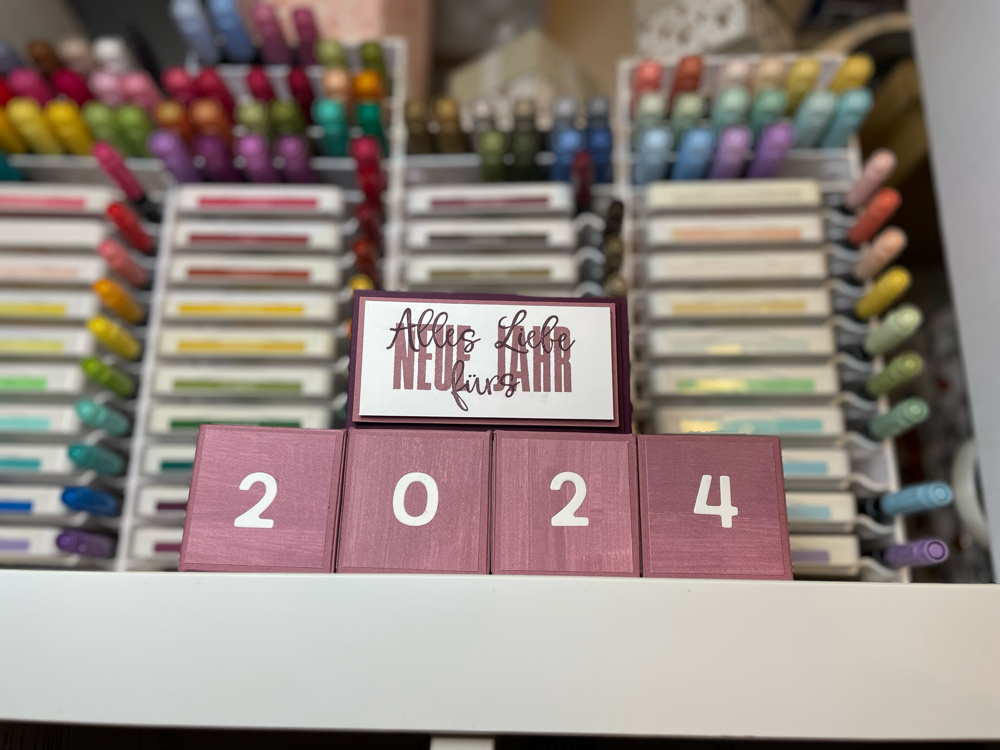 Alles Liebe
fürs
NEUE JAHR
2024